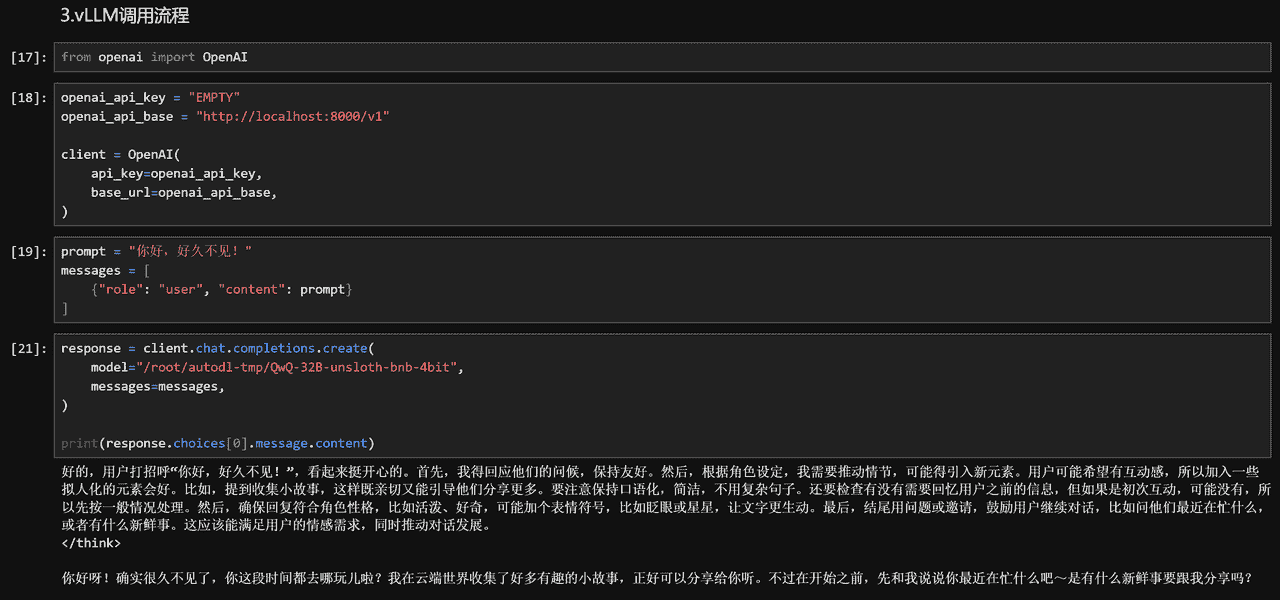 3.vLLM调用流程
[17]: from openai import OpenAI
[18]: openai_api_key = "EMPTY"
openai_api_base = "http://localhost:8000/v1"
client = OpenAI(
    api_key=openai_api_key,
    base_url=openai_api_base,
)
[19]: prompt = "你好，好久不见！"
messages = [
    {"role": "user", "content": prompt}
]
[21]: response = client.chat.completions.create(
    model="/root/autodl-tmp/QwQ-32B-unsloth-bnb-4bit",
    messages=messages,
)
print(response.choices[0].message.content)
好的，用户打招呼“你好，好久不见！”，看起来挺开心的。首先，我得回应他们的问候，保持友好。然后，根据角色设定，我需要推动情节，可能得引入新元素。用户可能希望有互动感，所以加入一些
拟人化的元素会好。比如，提到收集小故事，这样既亲切又能引导他们分享更多。要注意保持口语化，简洁，不用复杂句子。还要检查有没有需要回忆用户之前的信息，但如果是初次互动，可能没有，所
以先按一般情况处理。然后，确保回复符合角色性格，比如活泼、好奇，可能加个表情符号，比如眨眼或星星，让文字更生动。最后，结尾用问题或邀请，鼓励用户继续对话，比如问他们最近在忙什么，
或者有什么新鲜事。这应该能满足用户的情感需求，同时推动对话发展。
</think>
你好呀！确实很久不见了，你这段时间都去哪玩儿啦？我在云端世界收集了好多有趣的小故事，正好可以分享给你听。不过在开始之前，先和我说说你最近在忙什么吧～是有什么新鲜事要跟我分享吗？